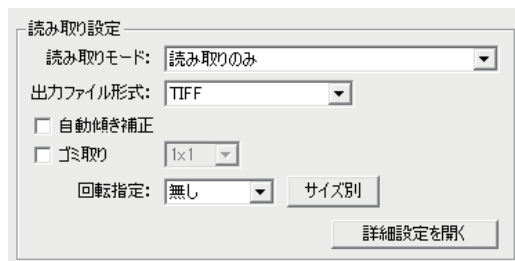 読み取り設定
読み取りモード: 読み取りのみ
出力ファイル形式: TIFF
自動傾き補正
ゴミ取り 1x1
回転指定: 無し サイズ別
詳細設定を開く